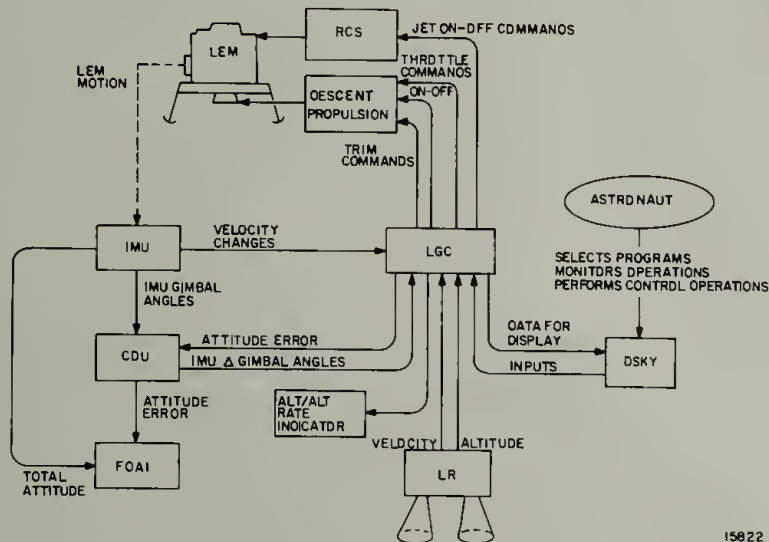 LEM
RCS
JET ON-OFF COMMANDS
THROTTLE
COMMANDS
ON-OFF
LEM
MOTION
DESCENT
PROPULSION
TRIM
COMMANDS
ASTRONAUT
IMU
VELOCITY
CHANGES
LGC
SELECTS PROGRAMS
MONITORS OPERATIONS
PERFORMS CONTROL OPERATIONS
IMU GIMBAL
ANGLES
CDU
ATTITUDE ERROR
IMU Δ GIMBAL ANGLES
DATA FOR
DISPLAY
INPUTS
DSKY
ATTITUDE
ERROR
ALT/ALT
RATE
INDICATOR
VELOCITY
ALTITUDE
FDAI
LR
TOTAL
ATTITUDE
15822